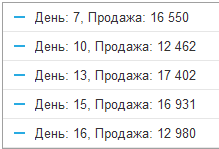 День: 7, Продажа: 16 550
День: 10, Продажа: 12 462
День: 13, Продажа: 17 402
День: 15, Продажа: 16 931
День: 16, Продажа: 12 980